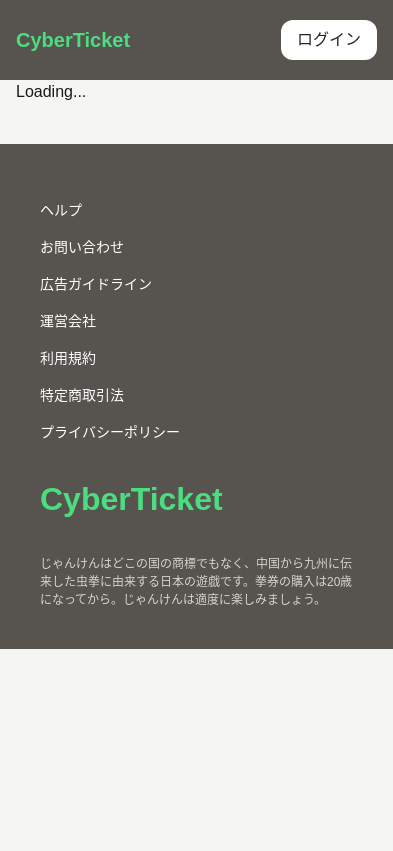 CyberTicket
ログイン
Loading...
ヘルプ
お問い合わせ
広告ガイドライン
運営会社
利用規約
特定商取引法
プライバシーポリシー
CyberTicket
じゃんけんはどこの国の商標でもなく、中国から九州に伝
来した虫拳に由来する日本の遊戯です。拳券の購入は20歳
になってから。じゃんけんは適度に楽しみましょう。